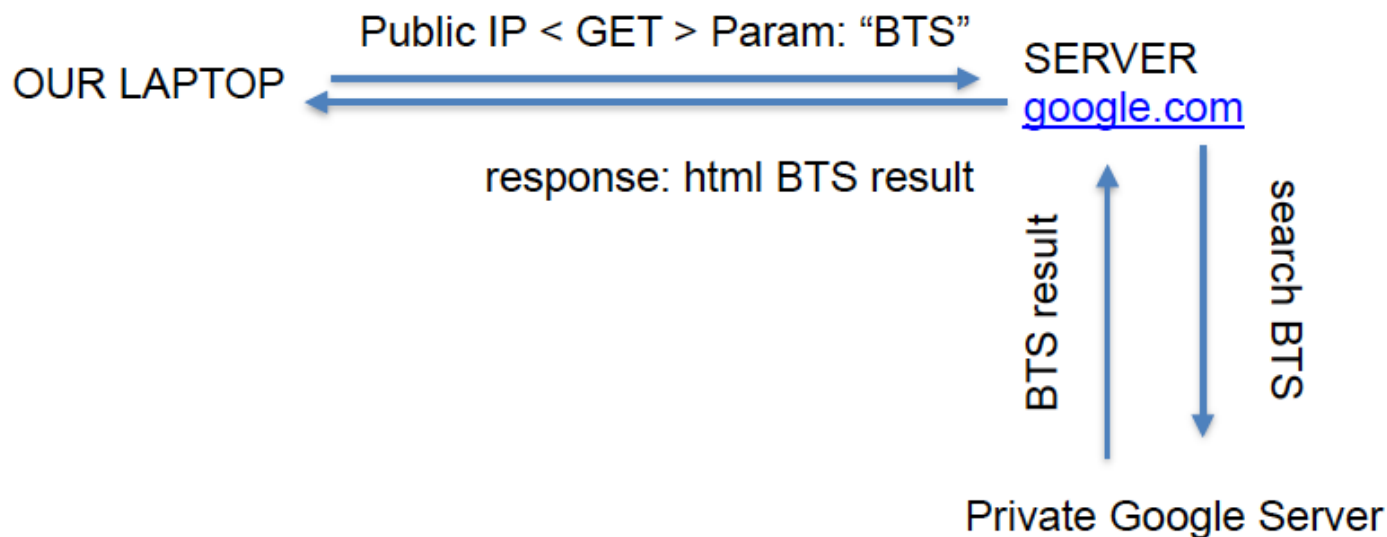 Public IP < GET > Param: “BTS”
OUR LAPTOP
SERVER
google.com
response: html BTS result
BTS result
search BTS
Private Google Server